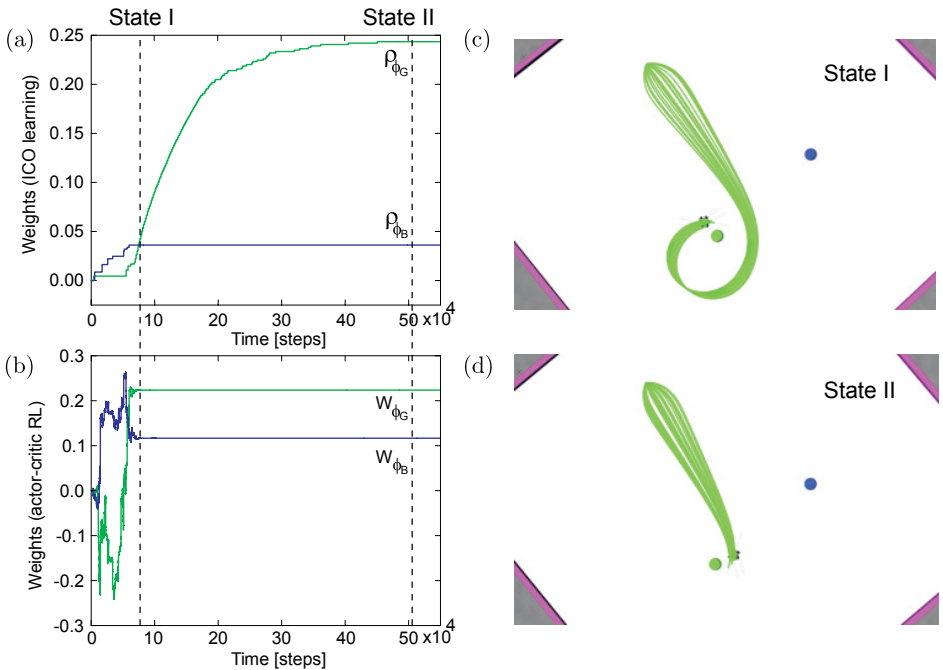 State I State II
(a)
0.25
0.20
0.15
0.10
0.05
0.00
Weights (ICO learning)
ρϕG
ρϕB
0 10 20 30 40 50 x10 4
Time [steps]
(b)
0.3
0.2
0.1
0.0
-0.1
-0.2
-0.3
Weights (actor-critic RL)
WϕG
WϕB
0 10 20 30 40 50 x10 4
Time [steps]
(c)
State I
(d)
State II